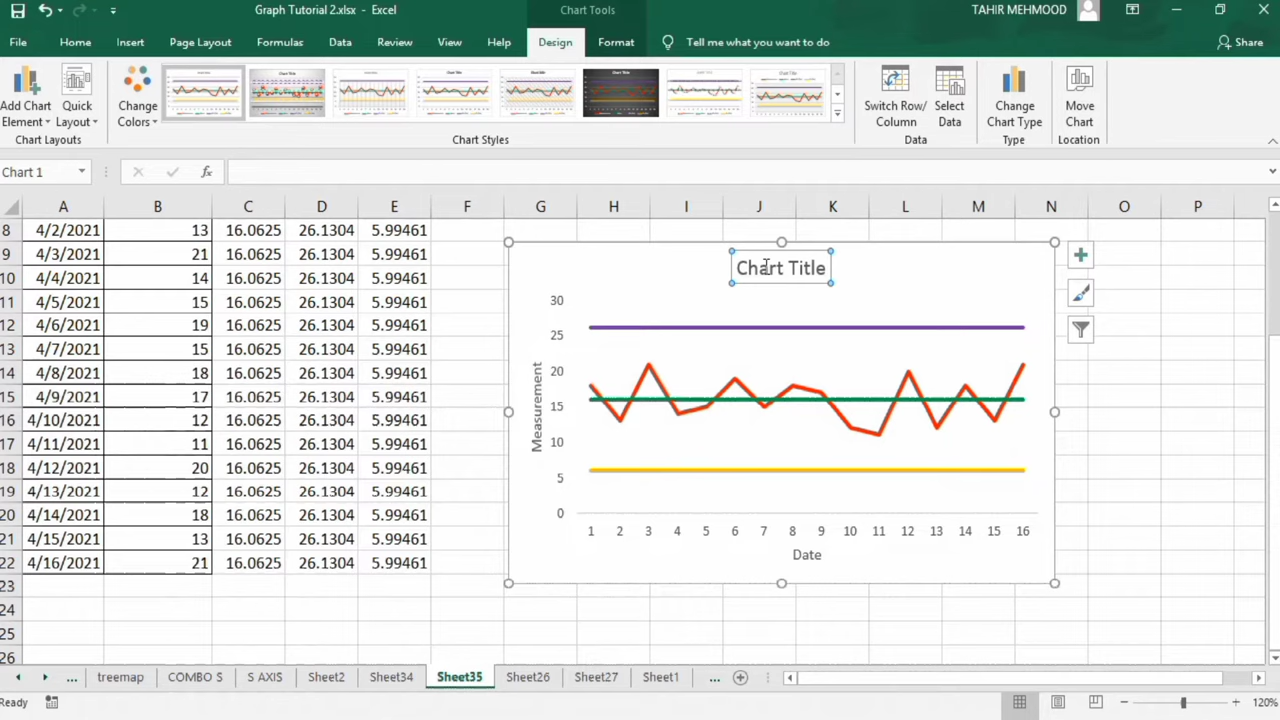 Graph Tutorial 2.xlsx - Excel
Chart Tools
TAHIR MEHMOOD
File Home Insert Page Layout Formulas Data Review View Help Design Format Tell me what you want to do Share
Add Chart Element
Quick Layout
Change Colors
Switch Row/Column
Select Data
Change Chart Type
Move Chart
Chart Layouts Chart Styles Data Type Location
Chart 1 fx
A B C D E F G H I J K L M N O P
8 4/2/2021 13 16.0625 26.1304 5.99461
9 4/3/2021 21 16.0625 26.1304 5.99461
10 4/4/2021 14 16.0625 26.1304 5.99461
11 4/5/2021 15 16.0625 26.1304 5.99461
12 4/6/2021 19 16.0625 26.1304 5.99461
13 4/7/2021 15 16.0625 26.1304 5.99461
14 4/8/2021 18 16.0625 26.1304 5.99461
15 4/9/2021 17 16.0625 26.1304 5.99461
16 4/10/2021 12 16.0625 26.1304 5.99461
17 4/11/2021 11 16.0625 26.1304 5.99461
18 4/12/2021 20 16.0625 26.1304 5.99461
19 4/13/2021 12 16.0625 26.1304 5.99461
20 4/14/2021 18 16.0625 26.1304 5.99461
21 4/15/2021 13 16.0625 26.1304 5.99461
22 4/16/2021 21 16.0625 26.1304 5.99461
23
24
25
26
Chart Title
30
25
20
15
10
5
0
Measurement
1 2 3 4 5 6 7 8 9 10 11 12 13 14 15 16
Date
... treemap COMBO S S AXIS Sheet2 Sheet34 Sheet35 Sheet26 Sheet27 Sheet1 ...
Ready 120%